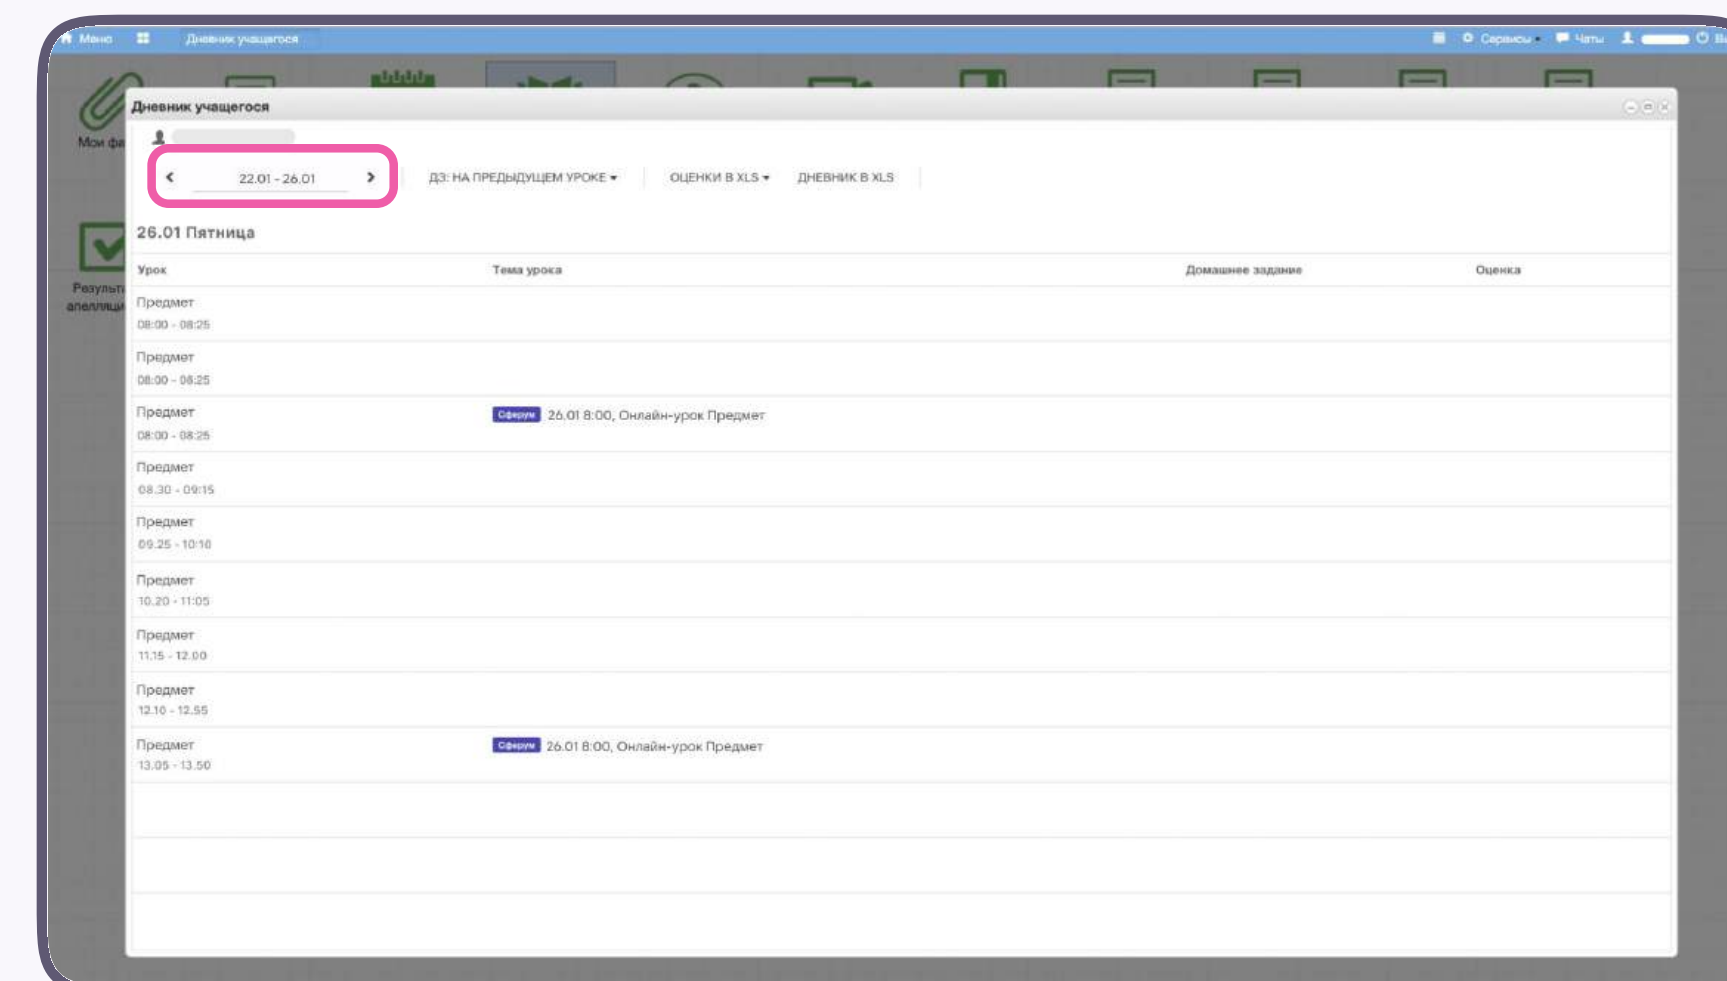 Меню Дневник учащегося Сервисы Чаты
Мои фа
Дневник учащегося
22.01 - 26.01 ДЗ: НА ПРЕДЫДУЩЕМ УРОКЕ ОЦЕНКИ В XLS ДНЕВНИК В XLS
Результ
апелляци
26.01 Пятница
Урок Тема урока Домашнее задание Оценка
Предмет
08:00 - 08:25
Предмет
08:00 - 08:25
Предмет
08:00 - 08:25
Сферум 26.01 8:00, Онлайн-урок Предмет
Предмет
08.30 - 09:15
Предмет
09.25 - 10:10
Предмет
10.20 - 11:05
Предмет
11.15 - 12.00
Предмет
12.10 - 12.55
Предмет
13.05 - 13.50
Сферум 26.01 8:00, Онлайн-урок Предмет